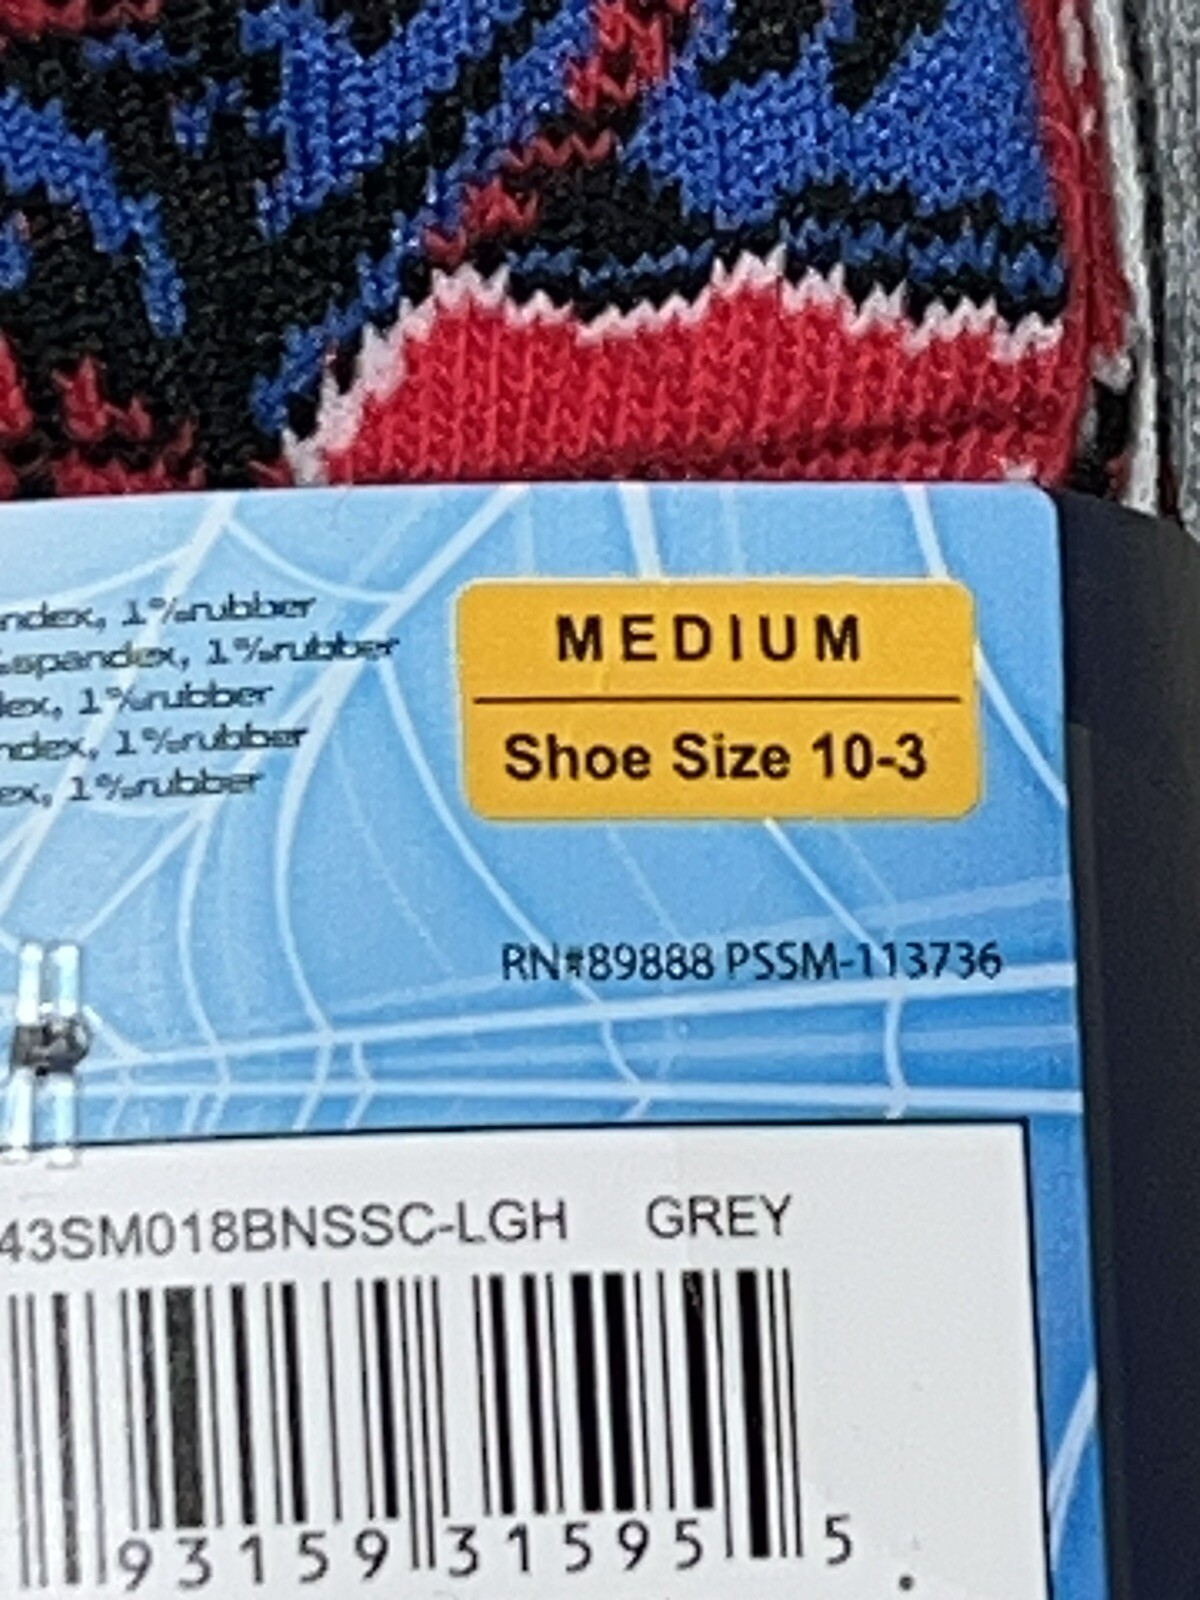 ndex, 1%rubber
%spandex, 1%rubber
dex, 1%rubber
ndex, 1%rubber
ex, 1%rubber
MEDIUM
Shoe Size 10-3
RN#89888 PSSM-113736
43SM018BNSSC-LGH GREY
93159 31595 5